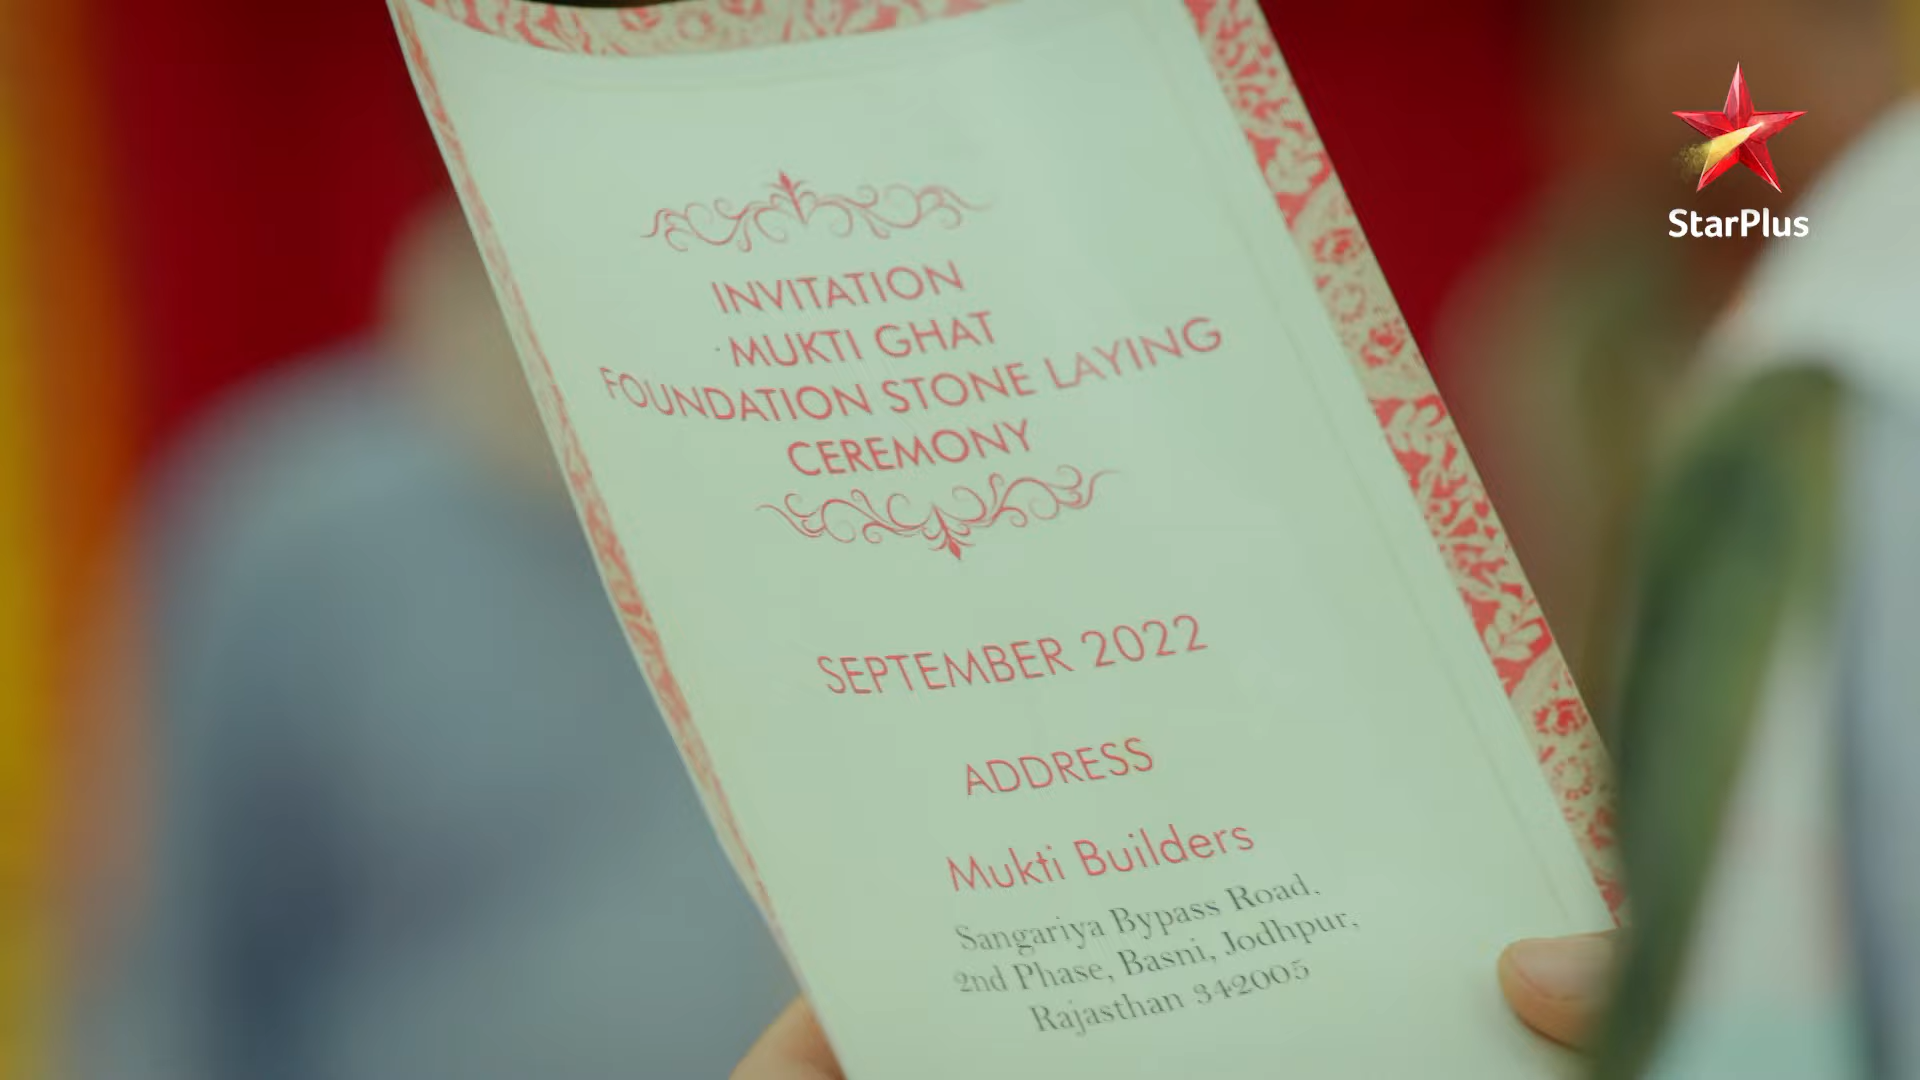 StarPlus
INVITATION
MUKTI GHAT
FOUNDATION STONE LAYING
CEREMONY
SEPTEMBER 2022
ADDRESS
Mukti Builders
Sangariya Bypass Road,
2nd Phase, Basni, Jodhpur,
Rajasthan 342005